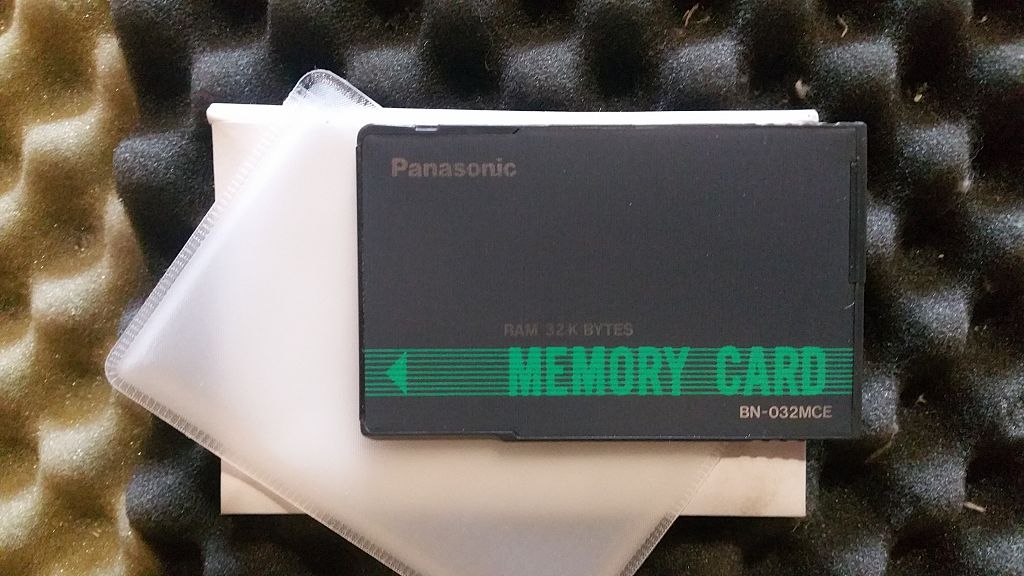 Panasonic
RAM 32 K BYTES
MEMORY CARD
BN-032MCE